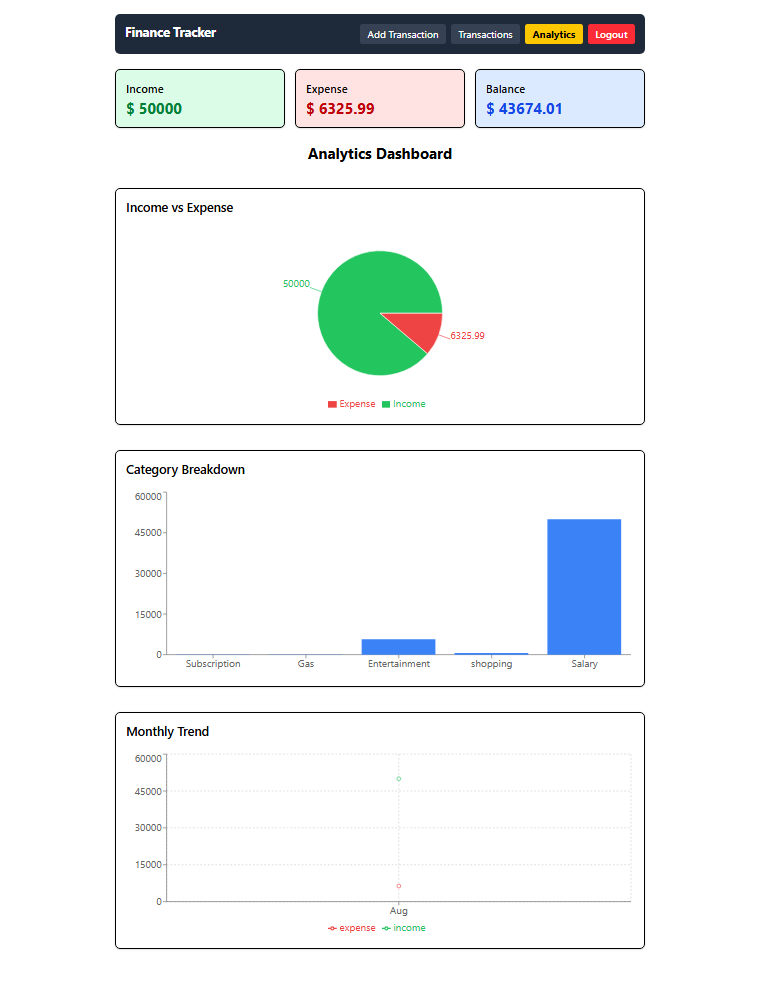 Finance Tracker
Add Transaction Transactions Analytics Logout
Income Expense Balance
$ 50000 $ 6325.99 $ 43674.01
Analytics Dashboard
Income vs Expense
50000
6325.99
Expense Income
Category Breakdown
60000
45000
30000
15000
0
Subscription Gas Entertainment shopping Salary
Monthly Trend
60000
45000
30000
15000
0
Aug
expense income